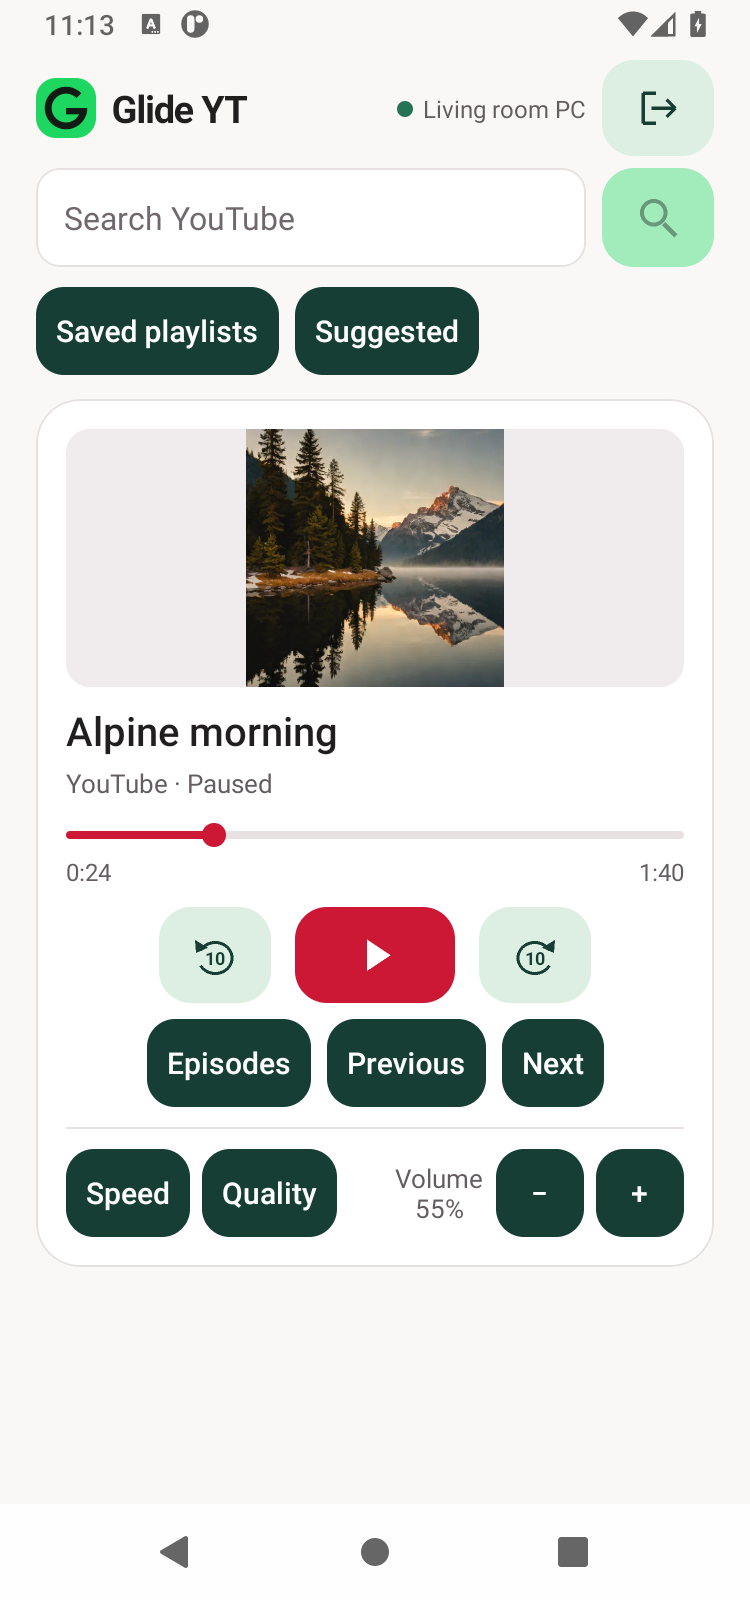 11:13
Glide YT
Living room PC
Search YouTube
Saved playlists
Suggested
Alpine morning
YouTube · Paused
0:24
1:40
10
10
Episodes
Previous
Next
Speed
Quality
Volume
55%
−
+